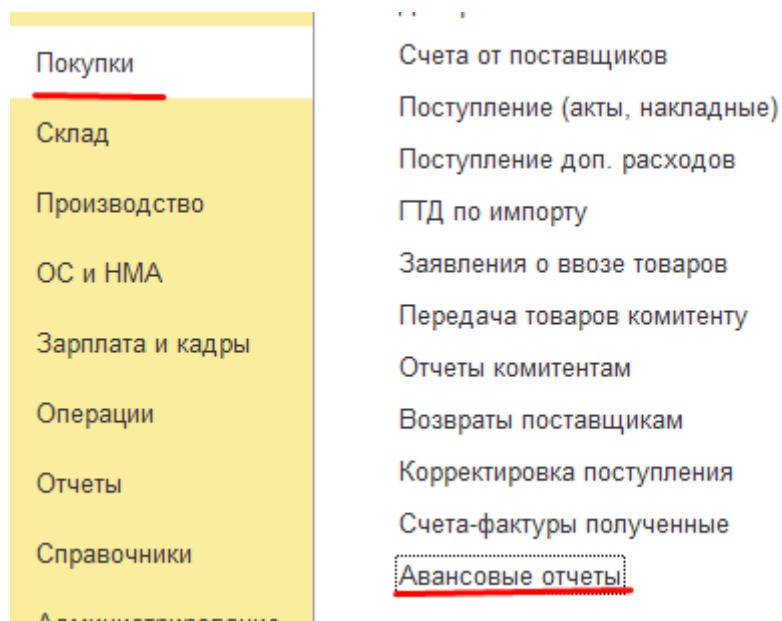 Покупки
Склад
Производство
ОС и НМА
Зарплата и кадры
Операции
Отчеты
Справочники
Администрирование
Счета от поставщиков
Поступление (акты, накладные)
Поступление доп. расходов
ГТД по импорту
Заявления о ввозе товаров
Передача товаров комитенту
Отчеты комитентам
Возвраты поставщикам
Корректировка поступления
Счета-фактуры полученные
Авансовые отчеты